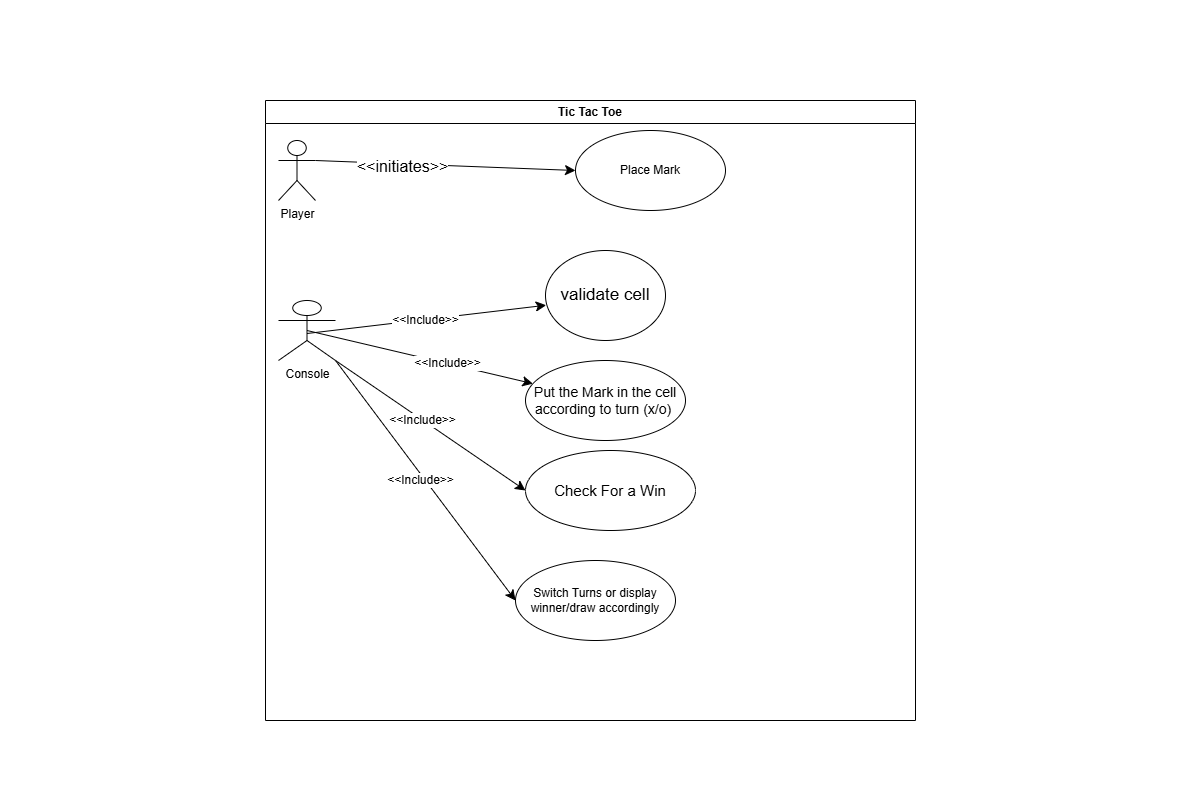 Tic Tac Toe
<<initiates>>
Place Mark
Player
validate cell
<<Include>>
<<Include>>
Console
Put the Mark in the cell
according to turn (x/o)
<<Include>>
Check For a Win
<<Include>>
Switch Turns or display
winner/draw accordingly